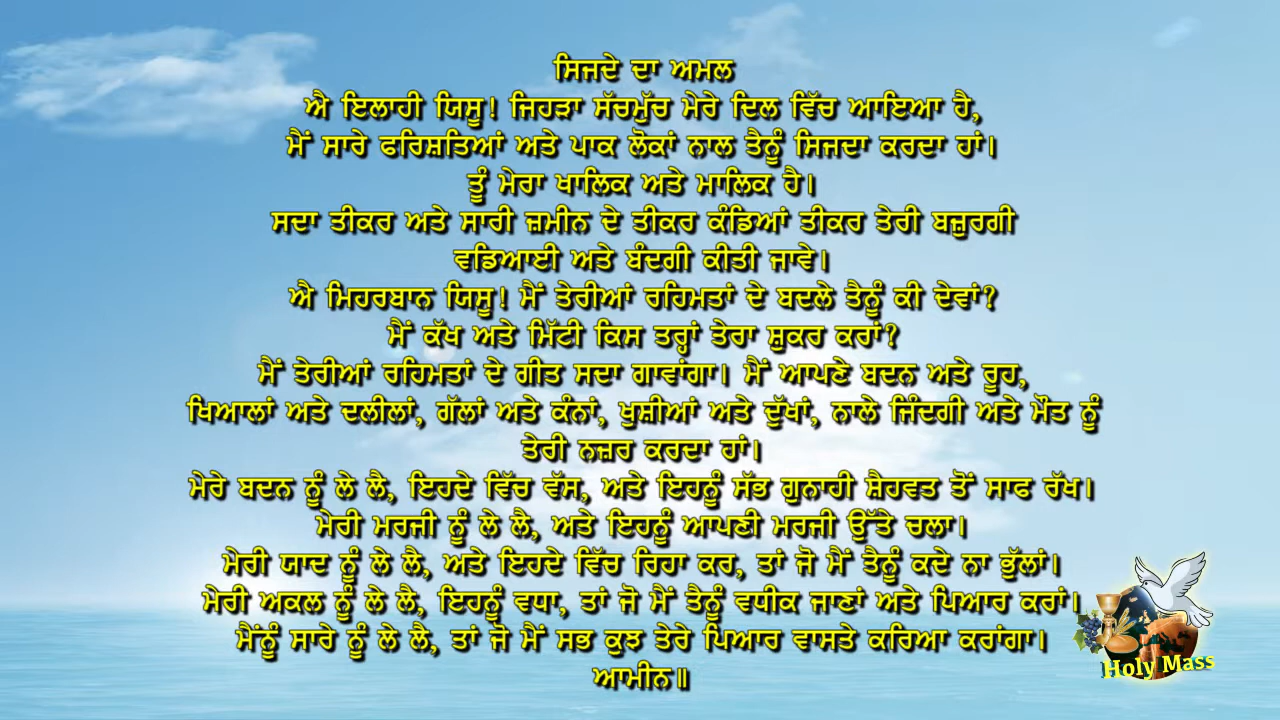 ਸਿਜਦੇ ਦਾ ਅਮਲ
ਐ ਇਲਾਹੀ ਯਿਸੂ! ਜਿਹੜਾ ਸੱਚਮੁੱਚ ਮੇਰੇ ਦਿਲ ਵਿੱਚ ਆਇਆ ਹੈ,
ਮੈਂ ਸਾਰੇ ਫਰਿਸ਼ਤਿਆਂ ਅਤੇ ਪਾਕ ਲੋਕਾਂ ਨਾਲ ਤੈਨੂੰ ਸਿਜਦਾ ਕਰਦਾ ਹਾਂ।
ਤੂੰ ਮੇਰਾ ਖਾਲਿਕ ਅਤੇ ਮਾਲਿਕ ਹੈ।
ਸਦਾ ਤੀਕਰ ਅਤੇ ਸਾਰੀ ਜ਼ਮੀਨ ਦੇ ਤੀਕਰ ਕੰਡਿਆਂ ਤੀਕਰ ਤੇਰੀ ਬਜ਼ੁਰਗੀ
ਵਡਿਆਈ ਅਤੇ ਬੰਦਗੀ ਕੀਤੀ ਜਾਵੇ।
ਐ ਮਿਹਰਬਾਨ ਯਿਸੂ! ਮੈਂ ਤੇਰੀਆਂ ਰਹਿਮਤਾਂ ਦੇ ਬਦਲੇ ਤੈਨੂੰ ਕੀ ਦੇਵਾਂ?
ਮੈਂ ਕੱਖ ਅਤੇ ਮਿੱਟੀ ਕਿਸ ਤਰ੍ਹਾਂ ਤੇਰਾ ਸ਼ੁਕਰ ਕਰਾਂ?
ਮੈਂ ਤੇਰੀਆਂ ਰਹਿਮਤਾਂ ਦੇ ਗੀਤ ਸਦਾ ਗਾਵਾਂਗਾ। ਮੈਂ ਆਪਣੇ ਬਦਨ ਅਤੇ ਰੂਹ,
ਖਿਆਲਾਂ ਅਤੇ ਦਲੀਲਾਂ, ਗੱਲਾਂ ਅਤੇ ਕੰਨਾਂ, ਖੁਸ਼ੀਆਂ ਅਤੇ ਦੁੱਖਾਂ, ਨਾਲੇ ਜਿੰਦਗੀ ਅਤੇ ਮੌਤ ਨੂੰ
ਤੇਰੀ ਨਜ਼ਰ ਕਰਦਾ ਹਾਂ।
ਮੇਰੇ ਬਦਨ ਨੂੰ ਲੇ ਲੈ, ਇਹਦੇ ਵਿੱਚ ਵੱਸ, ਅਤੇ ਇਹਨੂੰ ਸੱਭ ਗੁਨਾਹੀ ਸ਼ੈਹਵਤ ਤੋਂ ਸਾਫ ਰੱਖ।
ਮੇਰੀ ਮਰਜੀ ਨੂੰ ਲੇ ਲੈ, ਅਤੇ ਇਹਨੂੰ ਆਪਣੀ ਮਰਜੀ ਉੱਤੇ ਚਲਾ।
ਮੇਰੀ ਯਾਦ ਨੂੰ ਲੇ ਲੈ, ਅਤੇ ਇਹਦੇ ਵਿੱਚ ਰਿਹਾ ਕਰ, ਤਾਂ ਜੋ ਮੈਂ ਤੈਨੂੰ ਕਦੇ ਨਾ ਭੁੱਲਾਂ।
ਮੇਰੀ ਅਕਲ ਨੂੰ ਲੇ ਲੈ, ਇਹਨੂੰ ਵਧਾ, ਤਾਂ ਜੋ ਮੈਂ ਤੈਨੂੰ ਵਧੀਕ ਜਾਣਾਂ ਅਤੇ ਪਿਆਰ ਕਰਾਂ।
ਮੈਂਨੂੰ ਸਾਰੇ ਨੂੰ ਲੇ ਲੈ, ਤਾਂ ਜੋ ਮੈਂ ਸਭ ਕੁਝ ਤੇਰੇ ਪਿਆਰ ਵਾਸਤੇ ਕਰਿਆ ਕਰਾਂਗਾ।
ਆਮੀਨ॥
Holy Mass